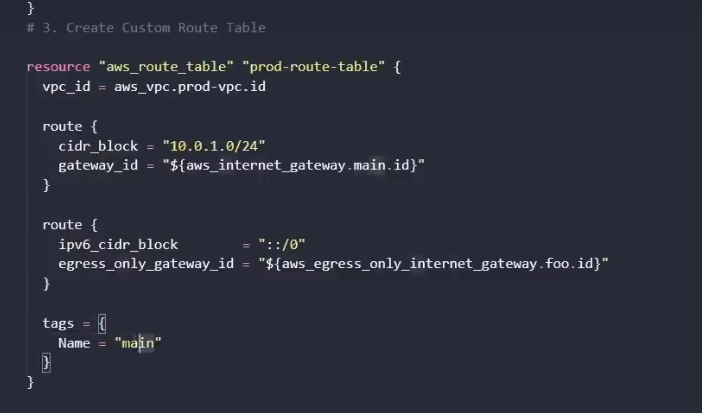 }
# 3. Create Custom Route Table
resource "aws_route_table" "prod-route-table" {
vpc_id = aws_vpc.prod-vpc.id
route {
cidr_block = "10.0.1.0/24"
gateway_id = "${aws_internet_gateway.main.id}"
}
route {
ipv6_cidr_block = "::/0"
egress_only_gateway_id = "${aws_egress_only_internet_gateway.foo.id}"
}
tags = {
Name = "main"
}
}